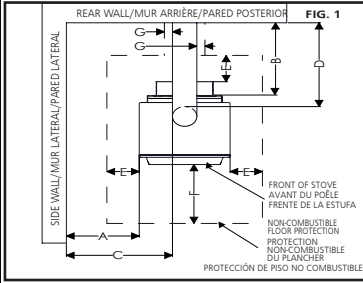 REAR WALL/MUR ARRIÈRE/PARED POSTERIOR
FIG. 1
SIDE WALL/MUR LATERAL/PARED LATERAL
G
G
E
B
D
E
E
F
A
C
FRONT OF STOVE
AVANT DU POÊLE
FRENTE DE LA ESTUFA
NON-COMBUSTIBLE
FLOOR PROTECTION
PROTECTION
NON-COMBUSTIBLE
DU PLANCHER
PROTECCIÓN DE PISO NO COMBUSTIBLE